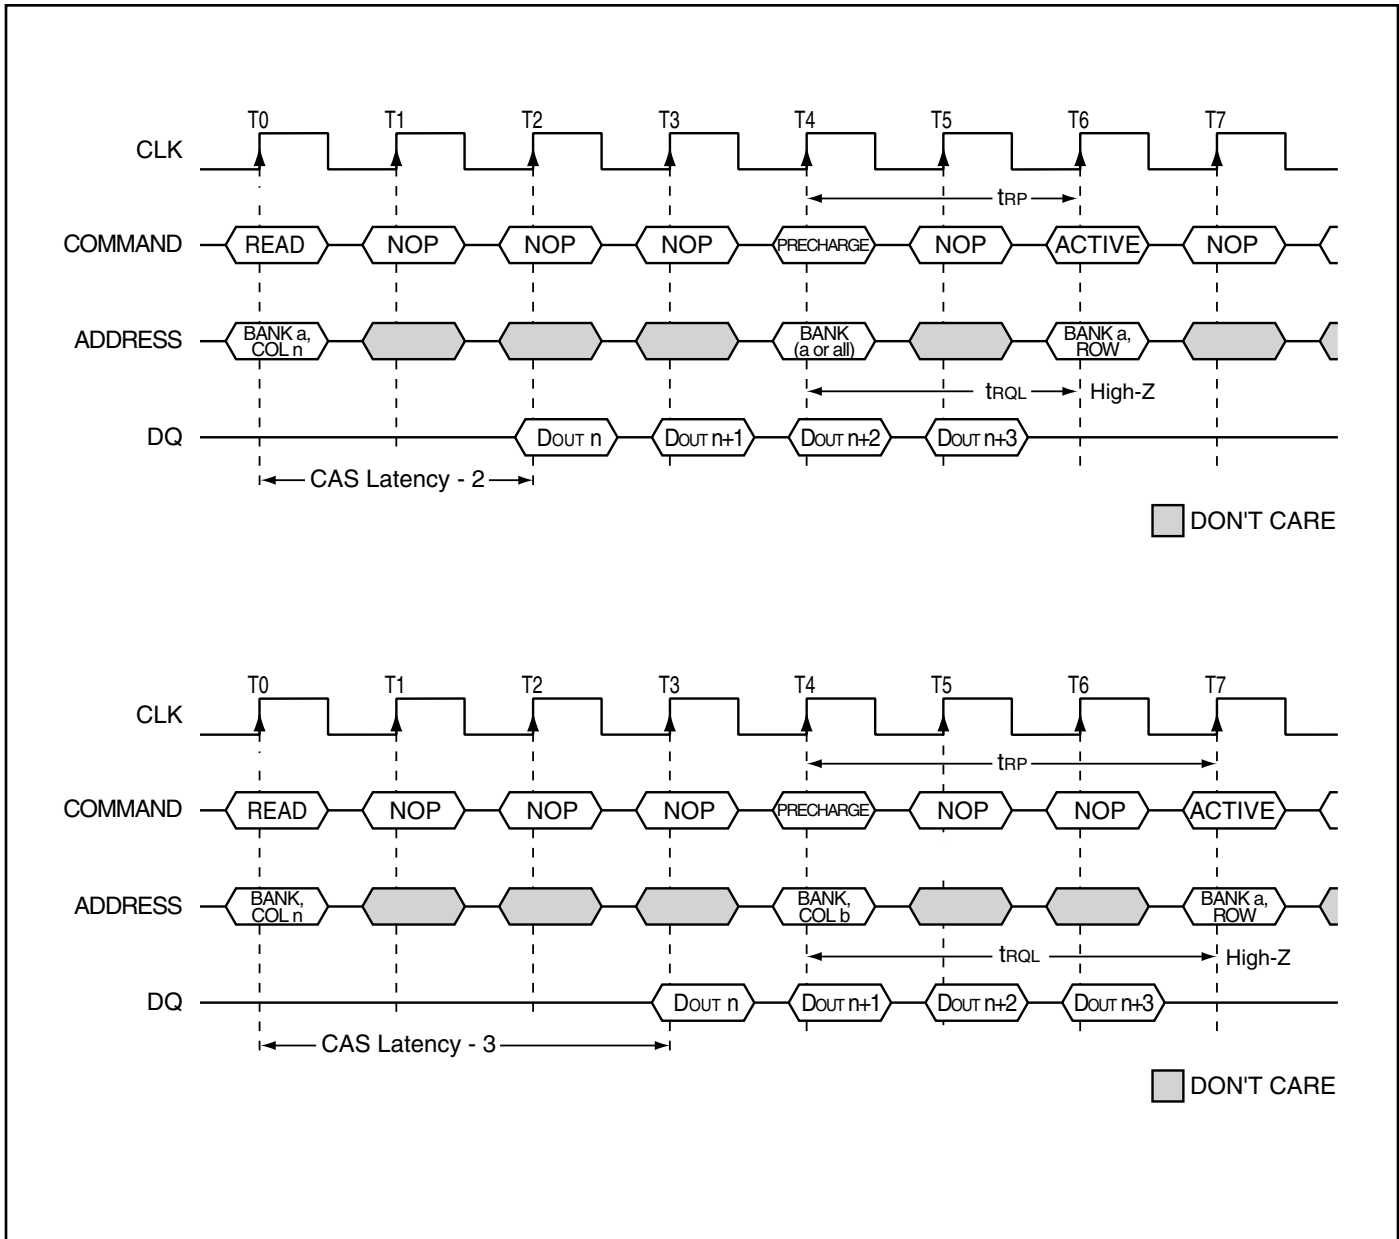 T0 T1 T2 T3 T4 T5 T6 T7
CLK
tRP
COMMAND READ NOP NOP NOP PRECHARGE NOP ACTIVE NOP
ADDRESS BANK a, COL n BANK (a or all) BANK a, ROW
tRQL High-Z
DQ DOUT n DOUT n+1 DOUT n+2 DOUT n+3
CAS Latency - 2
DON'T CARE
T0 T1 T2 T3 T4 T5 T6 T7
CLK
tRP
COMMAND READ NOP NOP NOP PRECHARGE NOP NOP ACTIVE
ADDRESS BANK, COL n BANK, COL b BANK a, ROW
tRQL High-Z
DQ DOUT n DOUT n+1 DOUT n+2 DOUT n+3
CAS Latency - 3
DON'T CARE